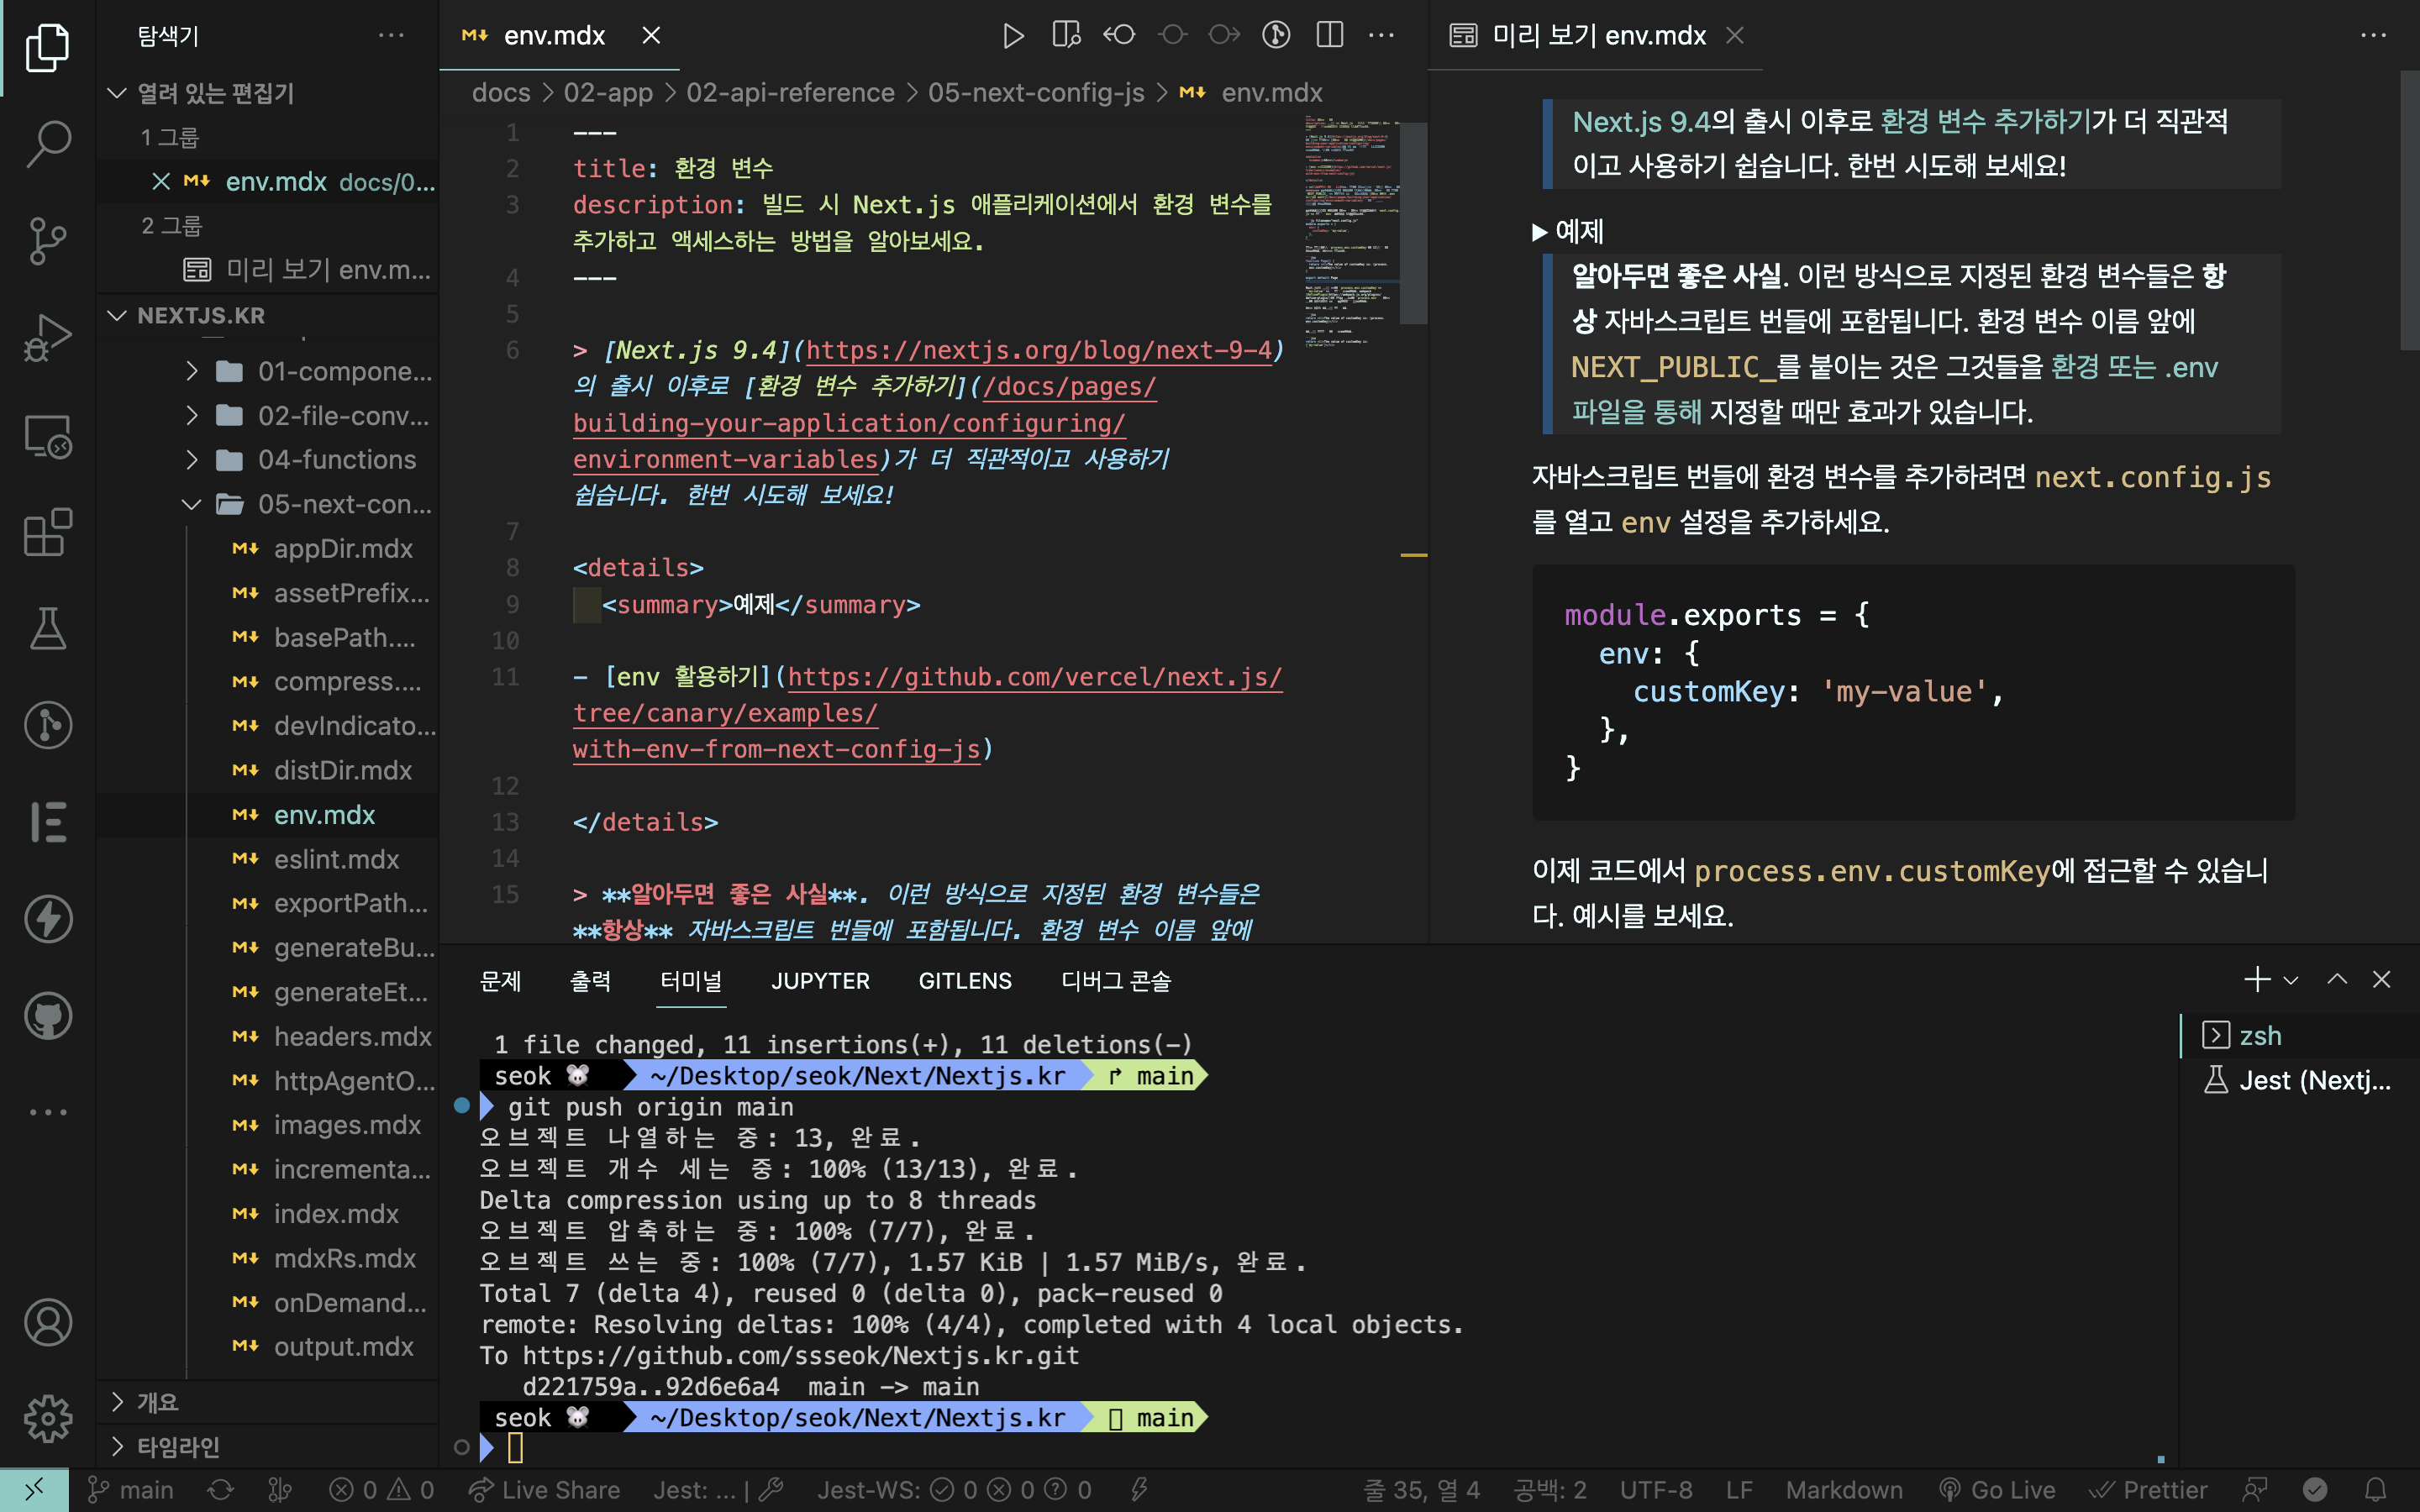 탐색기
열려 있는 편집기
1 그룹
env.mdx docs/0...
2 그룹
미리 보기 env.m...
NEXTJS.KR
01-compone...
02-file-conv...
04-functions
05-next-con...
appDir.mdx
assetPrefix...
basePath....
compress....
devIndicato...
distDir.mdx
env.mdx
eslint.mdx
exportPath...
generateBu...
generateEt...
headers.mdx
httpAgentO...
images.mdx
incrementa...
index.mdx
mdxRs.mdx
onDemand...
output.mdx
개요
타임라인
env.mdx
docs > 02-app > 02-api-reference > 05-next-config-js > env.mdx
1 ---
2 title: 환경 변수
3 description: 빌드 시 Next.js 애플리케이션에서 환경 변수를
추가하고 액세스하는 방법을 알아보세요.
4 ---
5
6 > [Next.js 9.4](https://nextjs.org/blog/next-9-4)
의 출시 이후로 [환경 변수 추가하기](/docs/pages/
building-your-application/configuring/
environment-variables)가 더 직관적이고 사용하기
쉽습니다. 한번 시도해 보세요!
7
8 <details>
9 <summary>예제</summary>
10
11 - [env 활용하기](https://github.com/vercel/next.js/
tree/canary/examples/
with-env-from-next-config-js)
12
13 </details>
14
15 > **알아두면 좋은 사실**. 이런 방식으로 지정된 환경 변수들은
**항상** 자바스크립트 번들에 포함됩니다. 환경 변수 이름 앞에
미리 보기 env.mdx
Next.js 9.4의 출시 이후로 환경 변수 추가하기가 더 직관적
이고 사용하기 쉽습니다. 한번 시도해 보세요!
예제
알아두면 좋은 사실. 이런 방식으로 지정된 환경 변수들은 항
상 자바스크립트 번들에 포함됩니다. 환경 변수 이름 앞에
NEXT_PUBLIC_를 붙이는 것은 그것들을 환경 또는 .env
파일을 통해 지정할 때만 효과가 있습니다.
자바스크립트 번들에 환경 변수를 추가하려면 next.config.js
를 열고 env 설정을 추가하세요.
module.exports = {
env: {
customKey: 'my-value',
},
}
이제 코드에서 process.env.customKey에 접근할 수 있습니
다. 예시를 보세요.
문제 출력 터미널 JUPYTER GITLENS 디버그 콘솔
1 file changed, 11 insertions(+), 11 deletions(-)
seok 🐭 ~/Desktop/seok/Next/Nextjs.kr main
git push origin main
오브젝트 나열하는 중: 13, 완료.
오브젝트 개수 세는 중: 100% (13/13), 완료.
Delta compression using up to 8 threads
오브젝트 압축하는 중: 100% (7/7), 완료.
오브젝트 쓰는 중: 100% (7/7), 1.57 KiB | 1.57 MiB/s, 완료.
Total 7 (delta 4), reused 0 (delta 0), pack-reused 0
remote: Resolving deltas: 100% (4/4), completed with 4 local objects.
To https://github.com/ssseok/Nextjs.kr.git
d221759a..92d6e6a4 main -> main
seok 🐭 ~/Desktop/seok/Next/Nextjs.kr main
zsh
Jest (Nextj...
main 0 0 Live Share Jest: ... | Jest-WS: 0 0 0 줄 35, 열 4 공백: 2 UTF-8 LF Markdown Go Live Prettier